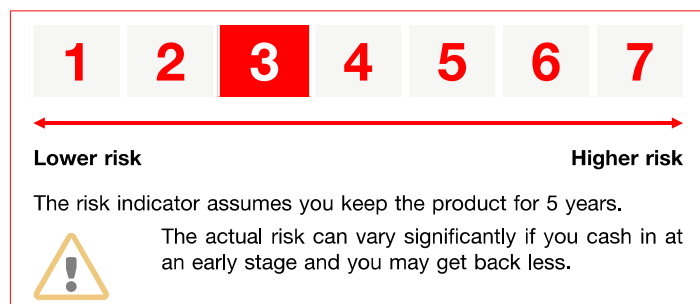 1 2 3 4 5 6 7
Lower risk Higher risk
The risk indicator assumes you keep the product for 5 years.
The actual risk can vary significantly if you cash in at
an early stage and you may get back less.